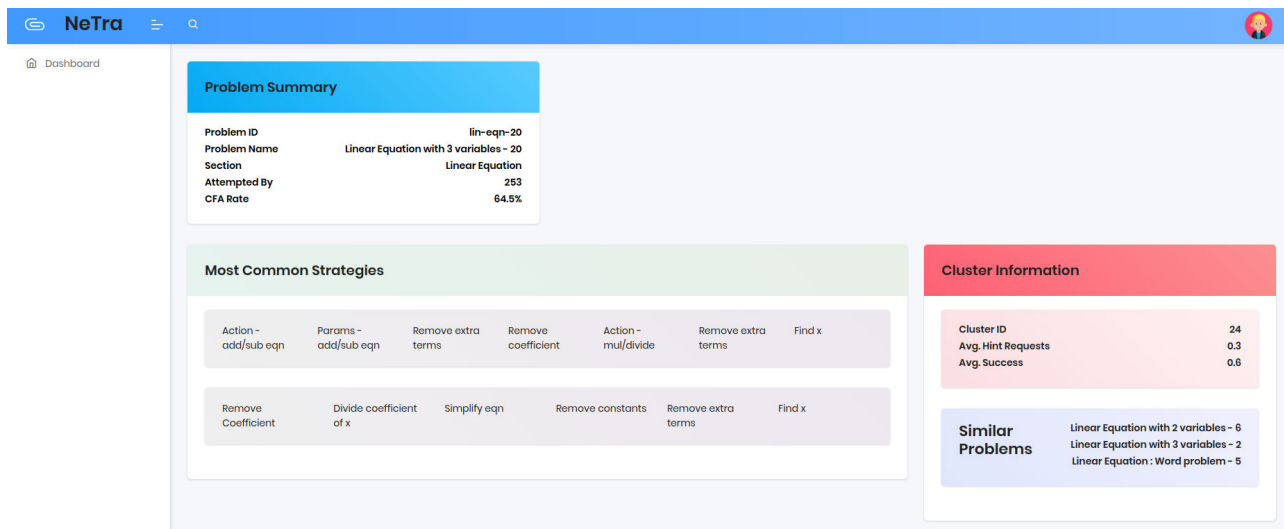 NeTra
Dashboard
Problem Summary
Problem ID lin-eqn-20
Problem Name Linear Equation with 3 variables - 20
Section Linear Equation
Attempted By 253
CFA Rate 64.5%
Most Common Strategies
Action - Params - Remove extra Remove Action - Remove extra Find x
add/sub eqn add/sub eqn terms coefficient mul/divide terms
Remove Divide coefficient Simplify eqn Remove constants Remove extra Find x
Coefficient of x terms
Cluster Information
Cluster ID 24
Avg. Hint Requests 0.3
Avg. Success 0.6
Similar
Problems
Linear Equation with 2 variables - 6
Linear Equation with 3 variables - 2
Linear Equation : Word problem - 5